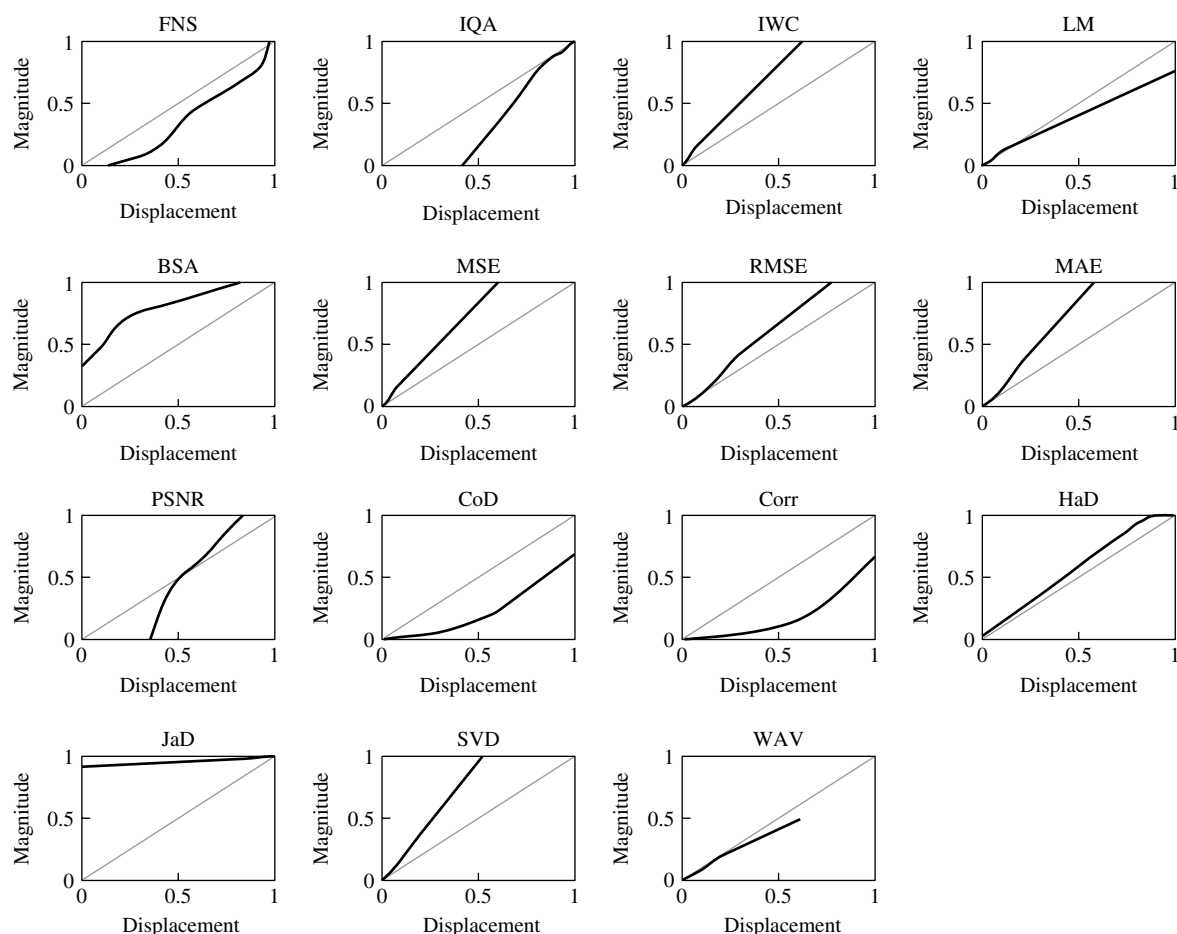 FNS IQA IWC LM
1 1 1 1
Magnitude Magnitude Magnitude Magnitude
0.5 0.5 0.5 0.5
0 0 0 0
0 0.5 1 0 0.5 1 0 0.5 1 0 0.5 1
Displacement Displacement Displacement Displacement
BSA MSE RMSE MAE
1 1 1 1
Magnitude Magnitude Magnitude Magnitude
0.5 0.5 0.5 0.5
0 0 0 0
0 0.5 1 0 0.5 1 0 0.5 1 0 0.5 1
Displacement Displacement Displacement Displacement
PSNR CoD Corr HaD
1 1 1 1
Magnitude Magnitude Magnitude Magnitude
0.5 0.5 0.5 0.5
0 0 0 0
0 0.5 1 0 0.5 1 0 0.5 1 0 0.5 1
Displacement Displacement Displacement Displacement
JaD SVD WAV
1 1 1
Magnitude Magnitude Magnitude
0.5 0.5 0.5
0 0 0
0 0.5 1 0 0.5 1 0 0.5 1
Displacement Displacement Displacement